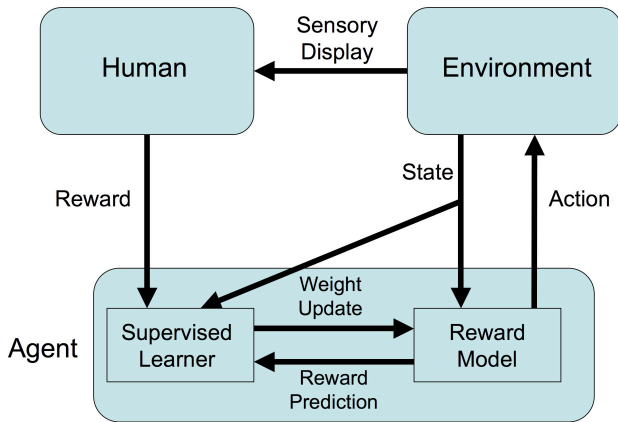 Sensory
Display
Human
Environment
Reward
State
Action
Weight
Update
Agent
Supervised
Learner
Reward
Model
Reward
Prediction